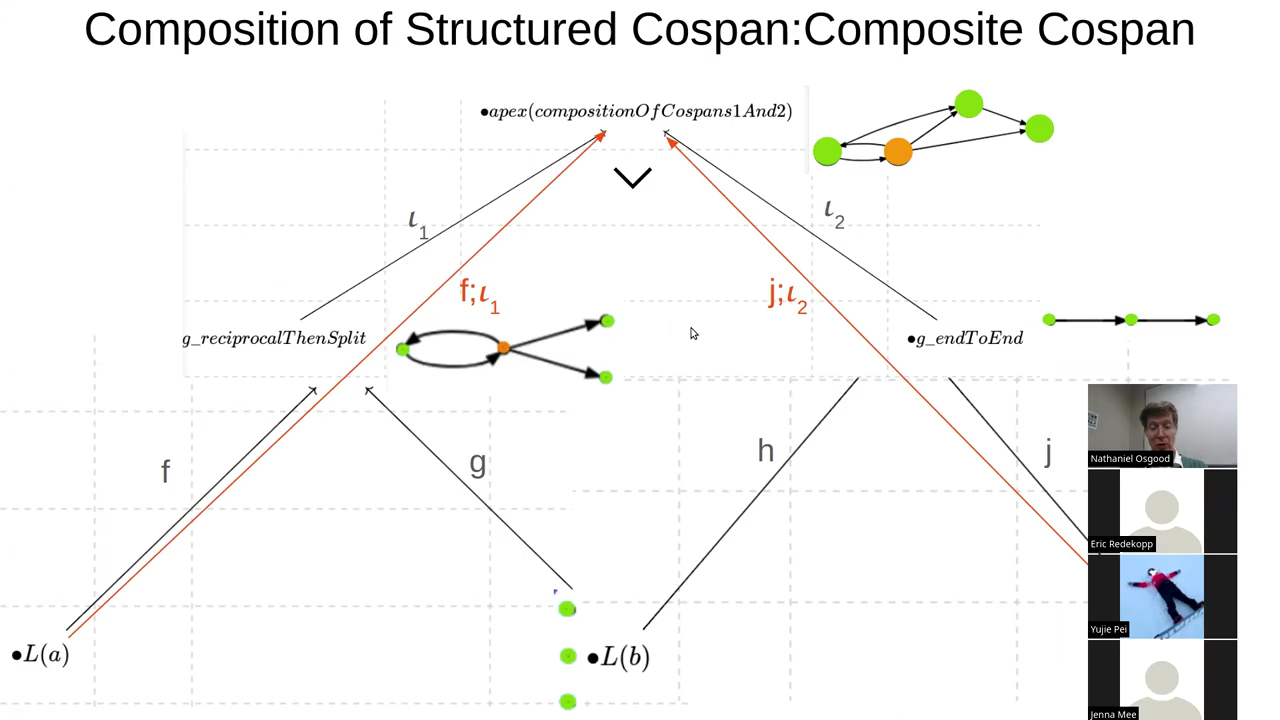 Composition of Structured Cospan:Composite Cospan
●apex(compositionOfCospans1And2)
ι1
ι2
f;ι1
j;ι2
g_reciprocalThenSplit
●g_endToEnd
f
g
h
j
Nathaniel Osgood
Eric Redekopp
Yujie Pei
●L(a)
●L(b)
Jenna Mee